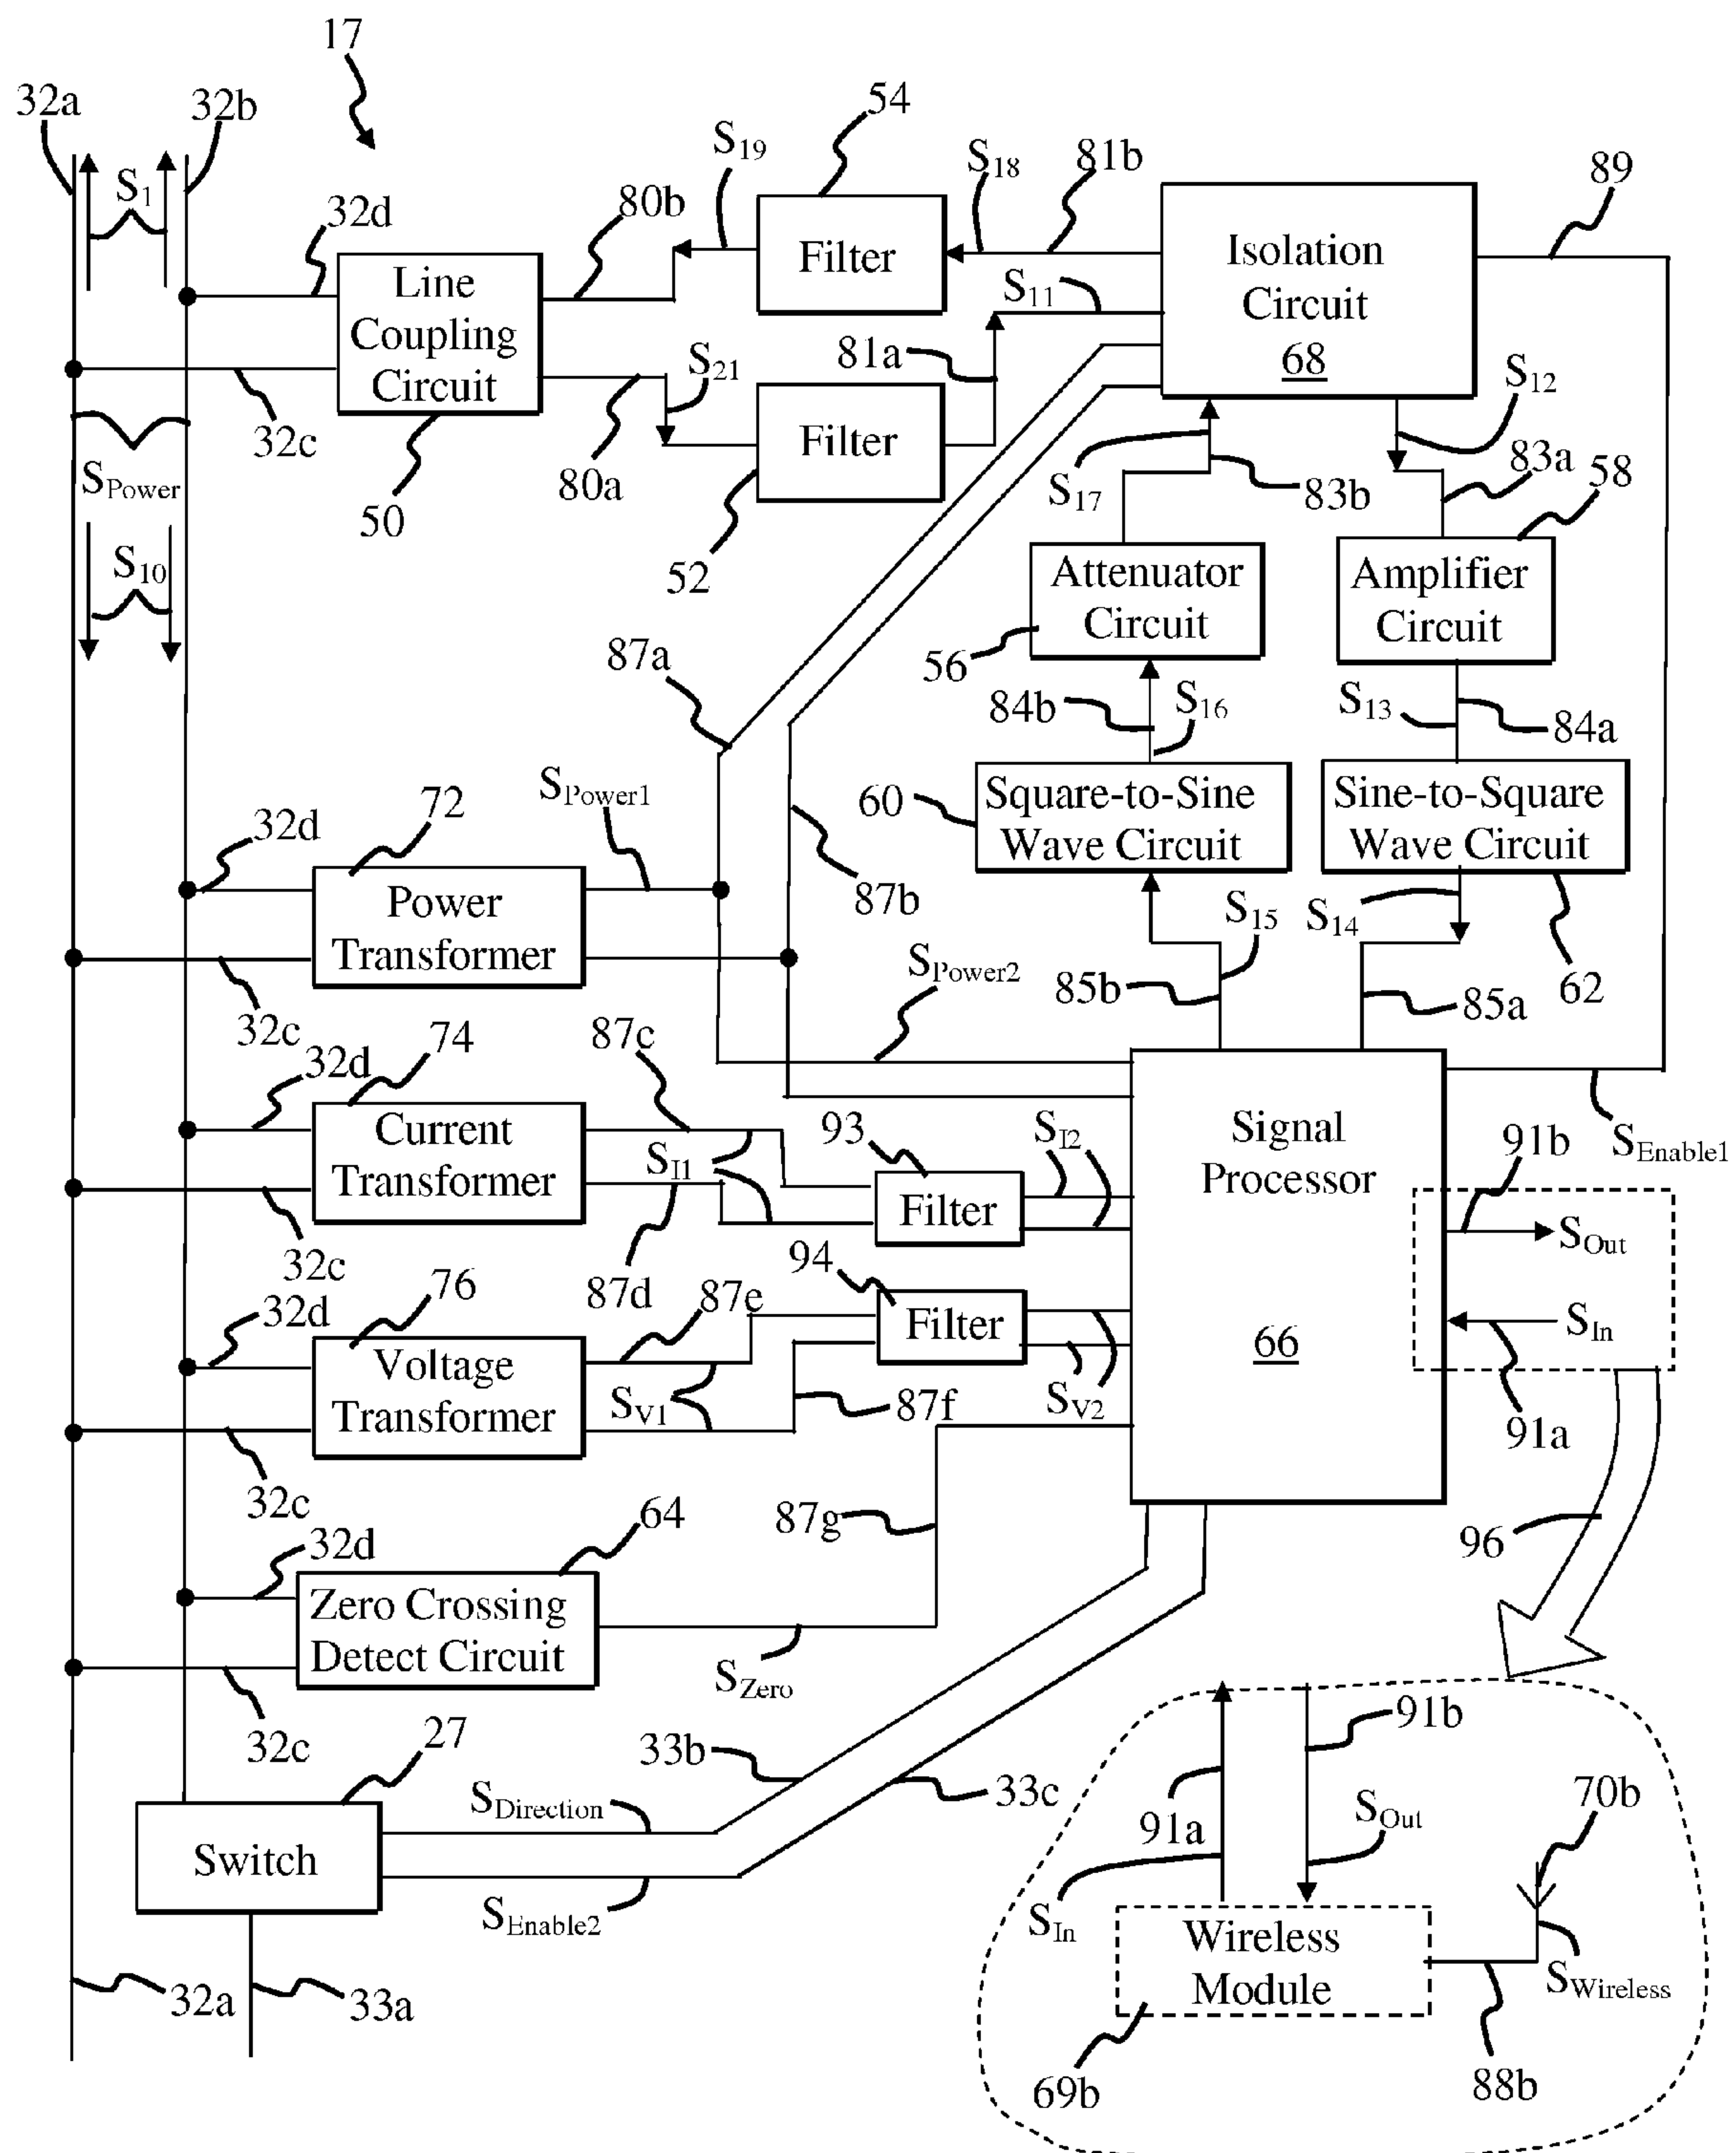 17
32a
32b
S1
32d
Line
Coupling
Circuit
32c
50
80b
80a
S19
S21
54
Filter
S18
81b
S11
81a
Filter
52
Isolation
Circuit
68
89
S12
S17
83b
83a
58
SPower
S10
Attenuator
Circuit
56
Amplifier
Circuit
87a
84b
S16
S13
84a
60
Square-to-Sine
Wave Circuit
Sine-to-Square
Wave Circuit
62
32d
72
SPower1
Power
Transformer
32c
87b
SPower2
S15
85b
S14
85a
32d
74
87c
Current
Transformer
SI1
32c
87d
93
Filter
SI2
Signal
Processor
66
SEnable1
91b
SOut
SIn
91a
32d
76
87e
94
Filter
Voltage
Transformer
SV1
87f
SV2
32c
32d
64
87g
Zero Crossing
Detect Circuit
SZero
32c
96
27
33b
33c
Switch
SDirection
SEnable2
32a
33a
91b
91a
SOut
70b
SIn
Wireless
Module
SWireless
69b
88b